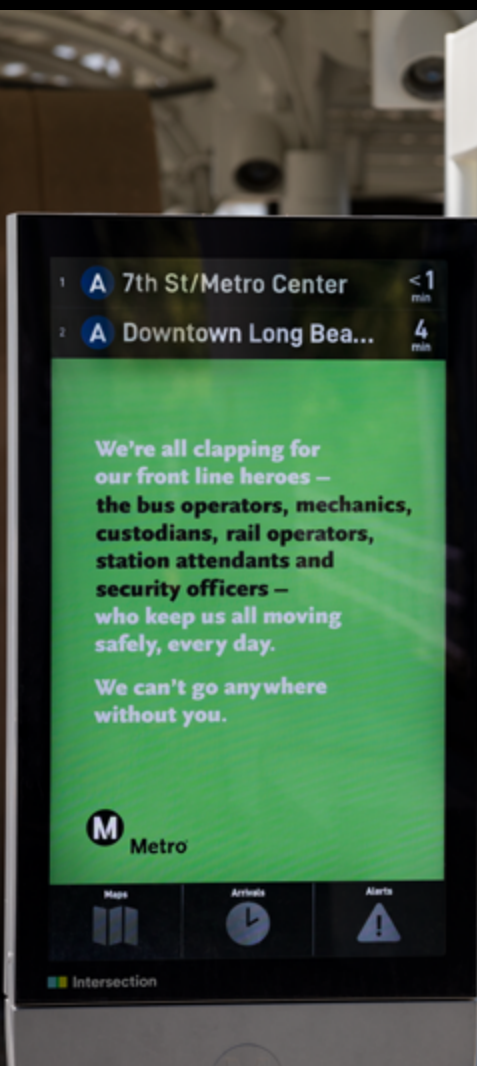 1 A 7th St/Metro Center <1 min
2 A Downtown Long Bea... 4 min
We're all clapping for
our front line heroes –
the bus operators, mechanics,
custodians, rail operators,
station attendants and
security officers –
who keep us all moving
safely, every day.
We can't go anywhere
without you.
M Metro
Maps Arrivals Alerts
Intersection